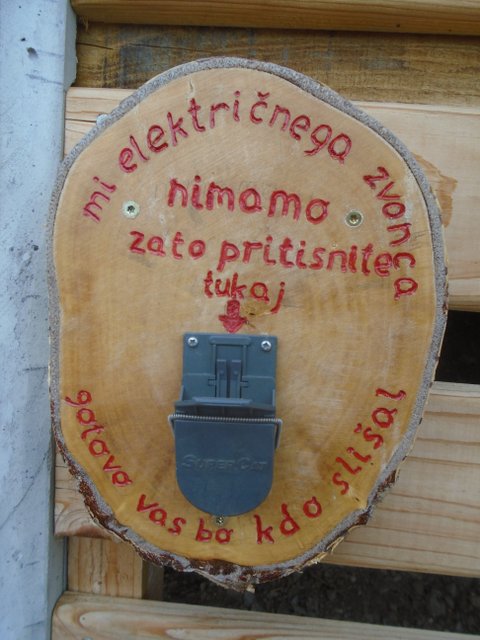 mi električnega zvonca
nimamo
zato pritisnite
tukaj
SUPERCAT
gotovo vas bo kdo slišal